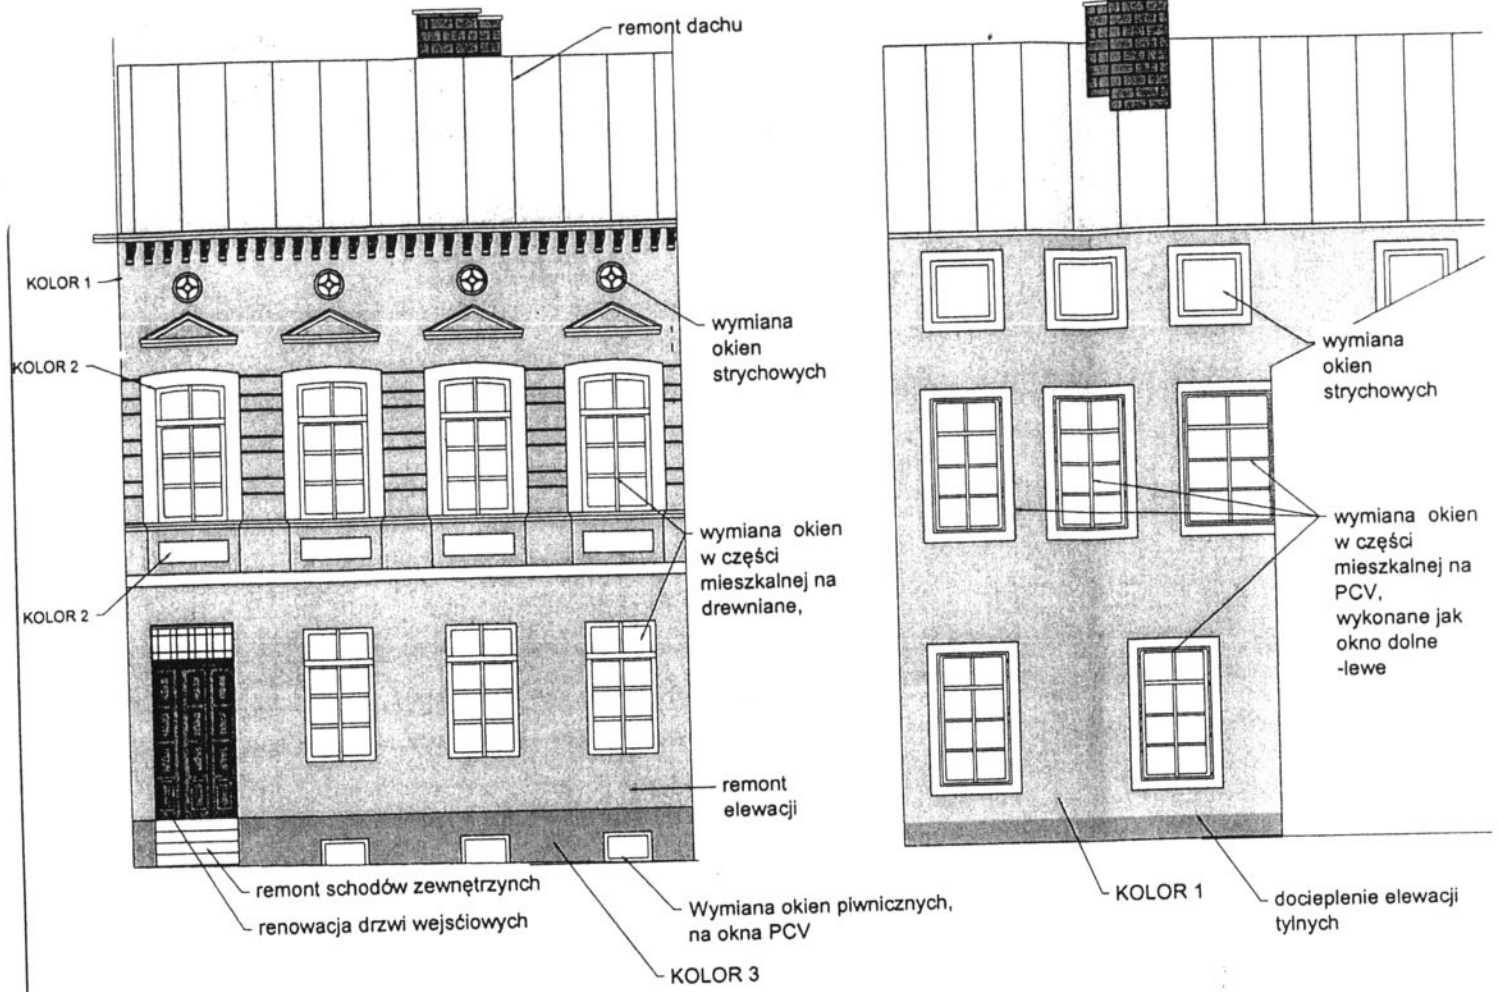 remont dachu
KOLOR 1
wymiana
okien
strychowych
KOLOR 2
wymiana okien
w części
mieszkalnej na
drewniane,
KOLOR 2
remont
elewacji
remont schodów zewnętrzynch
renowacja drzwi wejśćiowych
Wymiana okien piwnicznych,
na okna PCV
KOLOR 3
wymiana
okien
strychowych
wymiana okien
w części
mieszkalnej na
PCV,
wykonane jak
okno dolne
-lewe
KOLOR 1
docieplenie elewacji
tylnych